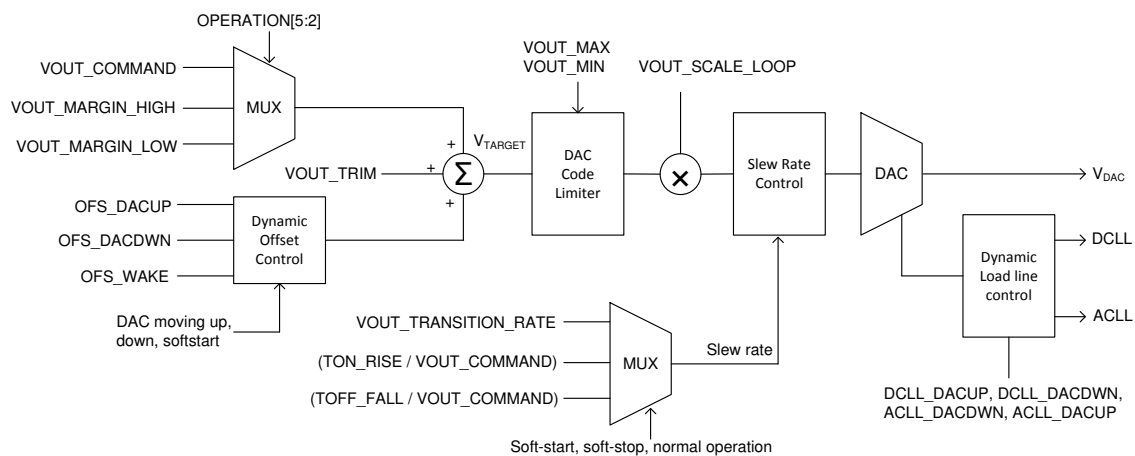 OPERATION[5:2]
VOUT_COMMAND
VOUT_MARGIN_HIGH
VOUT_MARGIN_LOW
MUX
VOUT_TRIM
+
+
+
Σ
VTARGET
OFS_DACUP
OFS_DACDWN
OFS_WAKE
Dynamic
Offset
Control
DAC moving up,
down, softstart
VOUT_MAX
VOUT_MIN
DAC
Code
Limiter
VOUT_SCALE_LOOP
×
Slew Rate
Control
DAC
VDAC
Dynamic
Load line
control
DCLL
ACLL
DCLL_DACUP, DCLL_DACDWN,
ACLL_DACDWN, ACLL_DACUP
VOUT_TRANSITION_RATE
(TON_RISE / VOUT_COMMAND)
(TOFF_FALL / VOUT_COMMAND)
MUX
Slew rate
Soft-start, soft-stop, normal operation